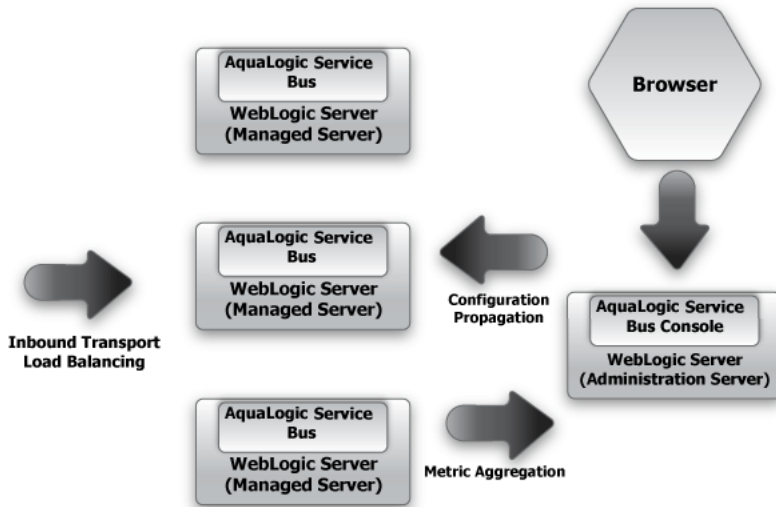 AquaLogic Service
Bus
WebLogic Server
(Managed Server)
Browser
AquaLogic Service
Bus
WebLogic Server
(Managed Server)
Inbound Transport
Load Balancing
Configuration
Propagation
AquaLogic Service
Bus Console
WebLogic Server
(Administration Server)
AquaLogic Service
Bus
WebLogic Server
(Managed Server)
Metric Aggregation